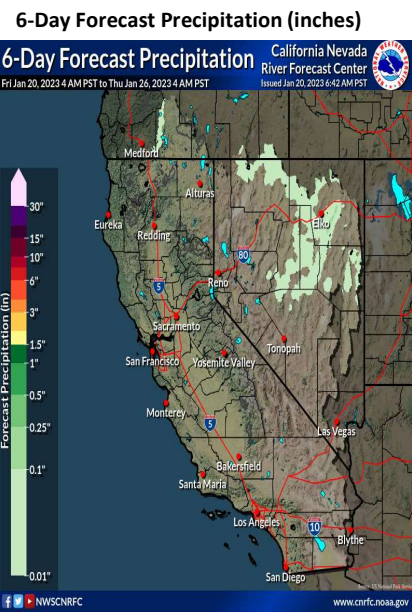 6-Day Forecast Precipitation (inches)
6-Day Forecast Precipitation
California Nevada
River Forecast Center
Fri Jan 20, 2023 4 AM PST to Thu Jan 26, 2023 4 AM PST
Issued Jan 20, 2023 6:42 AM PST
Medford
Alturas
Eureka
Redding
Elko
80
Reno
5
Sacramento
San Francisco
Yosemite Valley
Tonopah
Monterey
5
Las Vegas
Bakersfield
Santa Maria
Los Angeles
10
Blythe
San Diego
Forecast Precipitation (in)
30"
15"
10"
6"
3"
1.5"
1"
0.5"
0.25"
0.1"
0.01"
NWSCNRFC
www.cnrfc.noaa.gov